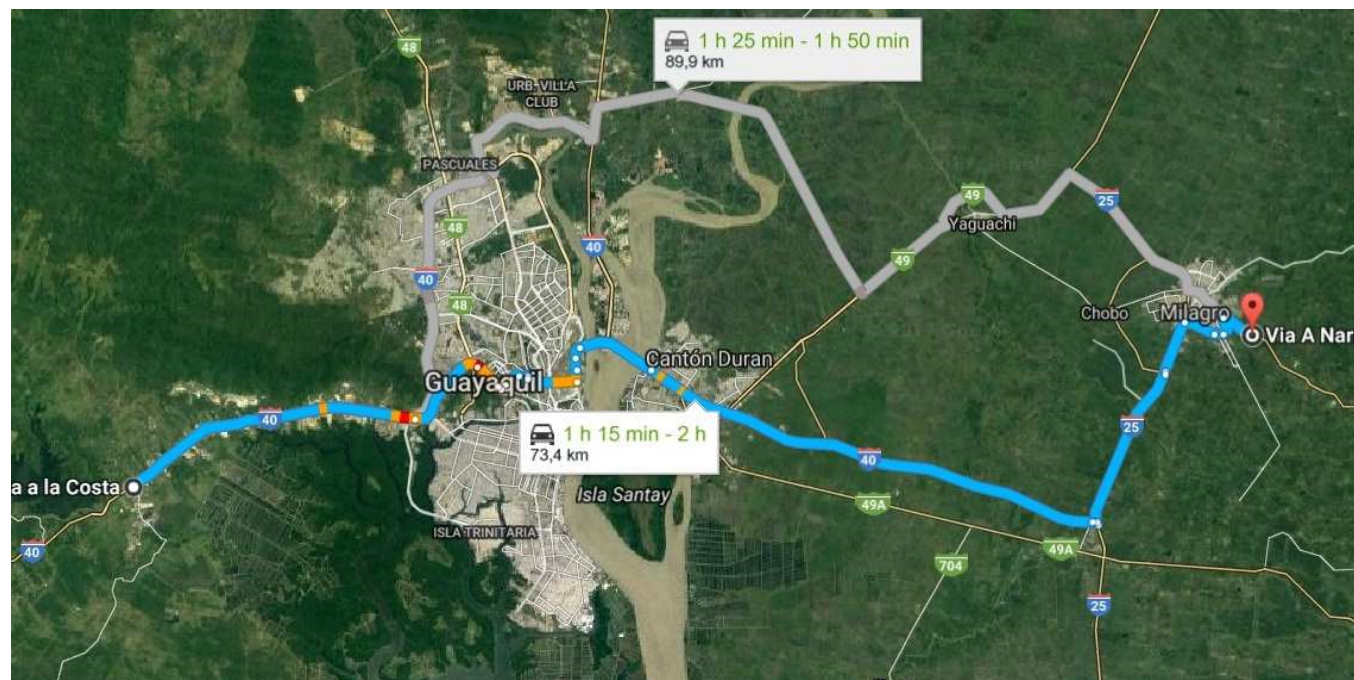 48
1 h 25 min - 1 h 50 min
89,9 km
URB. VILLA
CLUB
PASCUALES
49
25
48
Yaguachi
40
40
49
48
Chobo
Milagro
Via A Nar
Cantón Duran
Guayaquil
40
1 h 15 min - 2 h
73,4 km
25
40
a a la Costa
Isla Santay
49A
ISLA TRINITARIA
40
49A
704
25